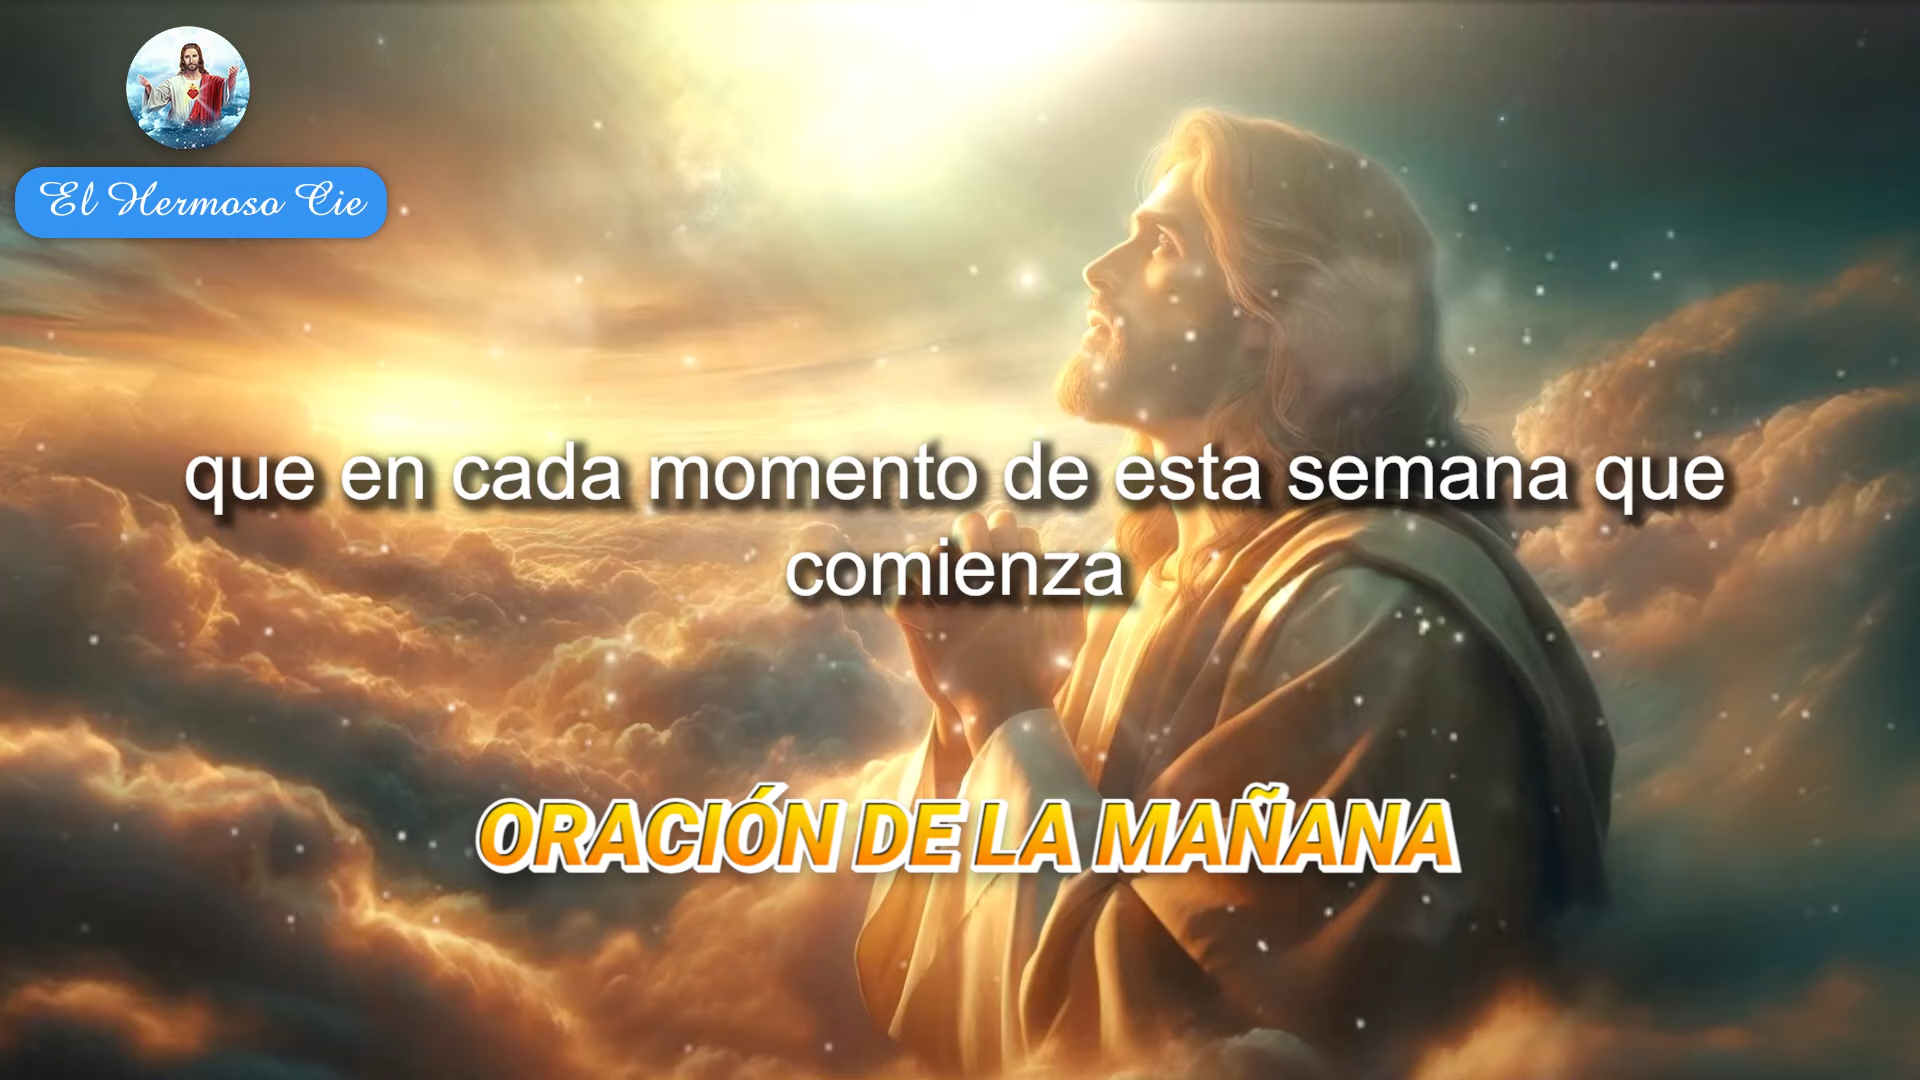 El Hermoso Cie
que en cada momento de esta semana que
comienza
ORACIÓN DE LA MAÑANA